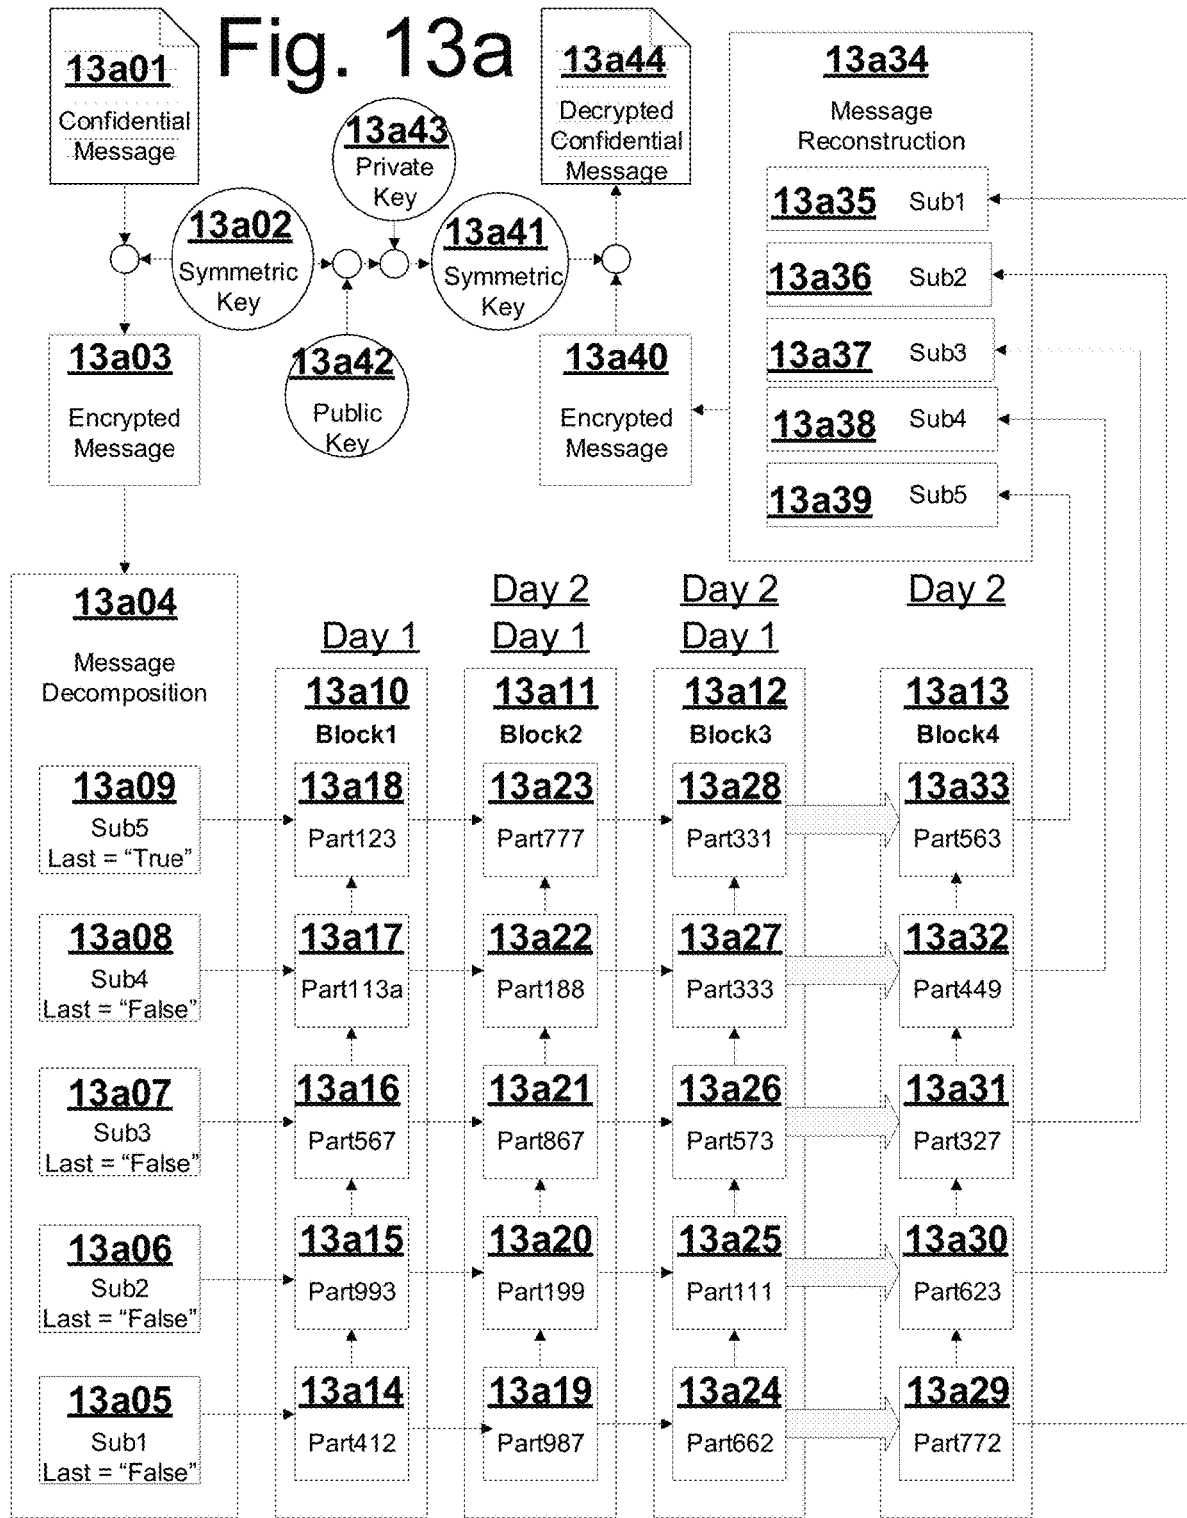 Fig. 13a
13a01
Confidential
Message
13a43
Private
Key
13a44
Decrypted
Confidential
Message
13a34
Message
Reconstruction
13a35 Sub1
13a36 Sub2
13a37 Sub3
13a38 Sub4
13a39 Sub5
13a02
Symmetric
Key
13a41
Symmetric
Key
13a03
Encrypted
Message
13a42
Public
Key
13a40
Encrypted
Message
13a04
Message
Decomposition
Day 1
Day 2
Day 1
Day 2
Day 1
Day 2
13a10
Block1
13a11
Block2
13a12
Block3
13a13
Block4
13a09
Sub5
Last = “True”
13a18
Part123
13a23
Part777
13a28
Part331
13a33
Part563
13a08
Sub4
Last = “False”
13a17
Part113a
13a22
Part188
13a27
Part333
13a32
Part449
13a07
Sub3
Last = “False”
13a16
Part567
13a21
Part867
13a26
Part573
13a31
Part327
13a06
Sub2
Last = “False”
13a15
Part993
13a20
Part199
13a25
Part111
13a30
Part623
13a05
Sub1
Last = “False”
13a14
Part412
13a19
Part987
13a24
Part662
13a29
Part772